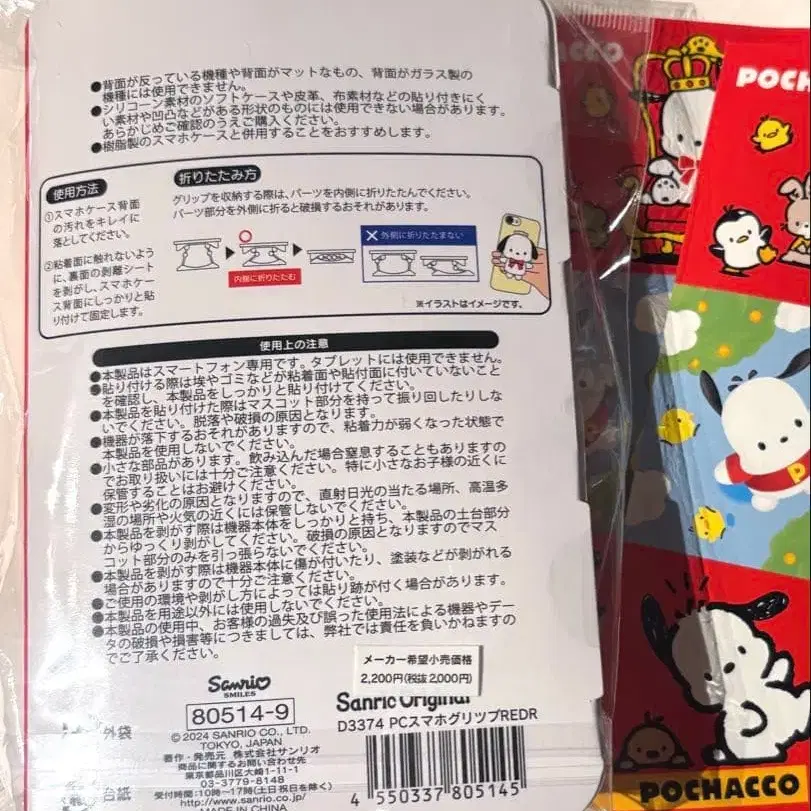 ●背面が反っている機種や背面がマットなもの、背面がガラス製の
機種には使用できません。
●シリコーン素材のソフトケースや皮革、布素材などの貼り付きにく
い素材や凹凸などがある形状のものには使用できない場合があります。
あらかじめご確認のうえご購入ください。
●樹脂製のスマホケースと併用することをおすすめします。
使用方法
①スマホケース背面
の汚れをキレイに
落としてください。
②粘着面に触れないよう
に、裏面の剥離シート
を剥がし、スマホケー
ス背面にしっかりと貼
り付けて固定します。
折りたたみ方
グリップを収納する際は、パーツを内側に折りたたんでください。
パーツ部分を外側に折ると破損するおそれがあります。
内側に折りたたむ
✕ 外側に折りたたまない
※イラストはイメージです。
使用上の注意
●本製品はスマートフォン専用です。タブレットには使用できません。
●貼り付ける際は埃やゴミなどが粘着面や貼付面に付いていないこと
を確認し、本製品をしっかりと貼り付けてください。
●本製品を貼り付けた際はマスコット部分を持って振り回したりしな
いでください。脱落や破損の原因となります。
●機器が落下するおそれがありますので、粘着力が弱くなった状態で
本製品を使用しないでください。
●小さな部品があります。飲み込んだ場合窒息することもありますの
でお取り扱いには十分ご注意ください。特に小さなお子様の近くに
保管することはお避けください。
●変形や劣化の原因となりますので、直射日光の当たる場所、高温多
湿の場所や火気の近くには保管しないでください。
●本製品を剥がす際は機器本体をしっかりと持ち、本製品の土台部分
からゆっくり剥がしてください。破損の原因となりますのでマス
コット部分のみを引っ張らないでください。
●本製品を剥がす際は機器本体に傷が付いたり、塗装などが剥がれる
場合がありますので十分ご注意ください。
●ご使用の環境や剥がし方によっては貼り跡が付く場合があります。
●本製品を用途以外には使用しないでください。
●本製品の使用中、お客様の過失及び誤った使用法による機器やデー
タの破損や損害等につきましては、弊社では責任を負いかねますの
でご了承ください。
メーカー希望小売価格
2,200円(税抜2,000円)
Sanrio
SMILES
80514-9
Sanrio Original
D3374 PCスマホグリップREDR
外袋
台紙
© 2024 SANRIO CO., LTD.
TOKYO, JAPAN
著作・発売元 株式会社サンリオ
商品に関するお問い合わせ先
東京都品川区大崎1-11-1
03-3779-8148
受付時間:10時～17時(土日祝日を除く)
http://www.sanrio.co.jp/
MADE IN CHINA
4 550337 805145
POCHACCO
POCHACCO